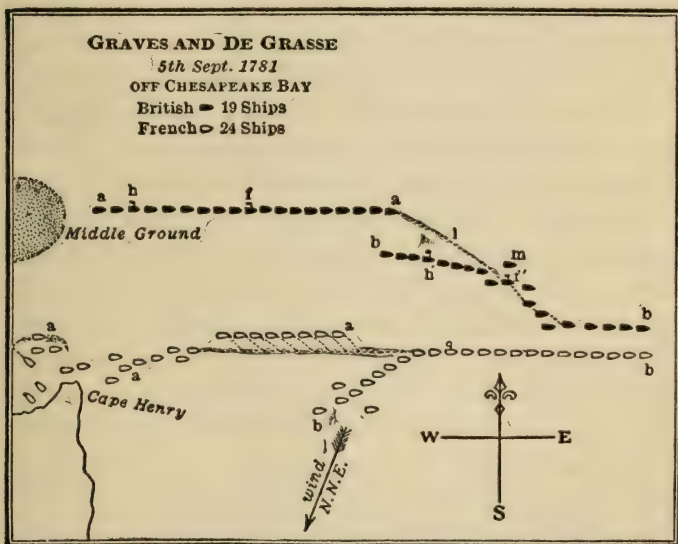 GRAVES AND DE GRASSE
5th Sept. 1781
OFF CHESAPEAKE BAY
British 19 Ships
French 24 Ships
a h f a
l
Middle Ground
b h' m
f''
b
a a s
b
a
Cape Henry
b
W E
wind
N.N.E.
S